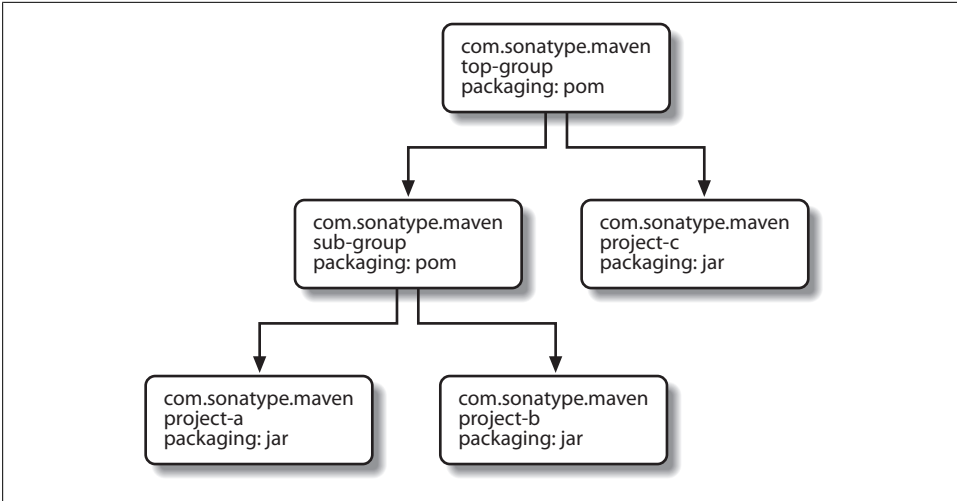 com.sonatype.maven
top-group
packaging: pom
com.sonatype.maven
sub-group
packaging: pom
com.sonatype.maven
project-c
packaging: jar
com.sonatype.maven
project-a
packaging: jar
com.sonatype.maven
project-b
packaging: jar